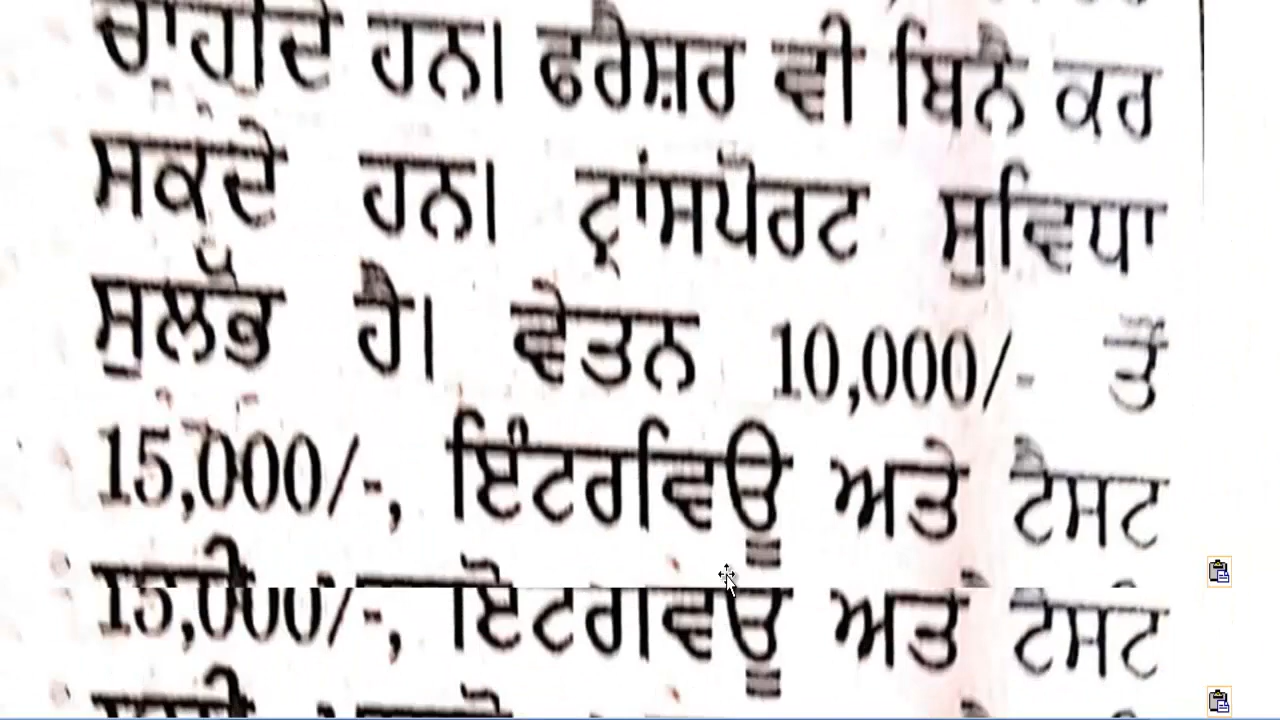 ਚਾਹੀਦੇ ਹਨ। ਫਰੈਸ਼ਰ ਵੀ ਬਿਨੈ ਕਰ
ਸਕਦੇ ਹਨ। ਟ੍ਰਾਂਸਪੋਰਟ ਸੁਵਿਧਾ
ਸੁਲੱਭ ਹੈ। ਵੇਤਨ 10,000/- ਤੋਂ
15,000/-, ਇੰਟਰਵਿਊ ਅਤੇ ਟੈਸਟ
15,000/-, ਇੰਟਰਵਿਊ ਅਤੇ ਟੈਸਟ